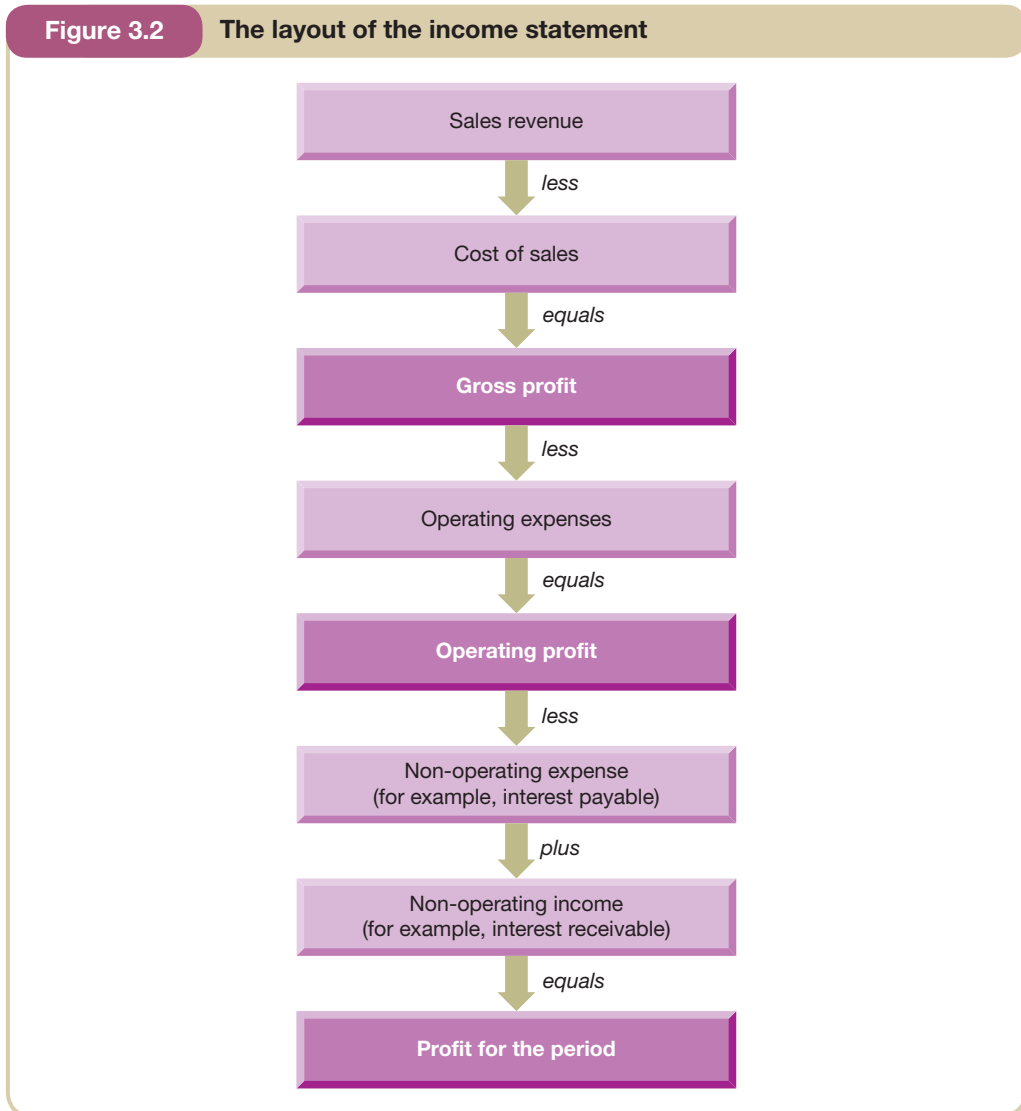 Figure 3.2
The layout of the income statement
Sales revenue
less
Cost of sales
equals
Gross profit
less
Operating expenses
equals
Operating profit
less
Non-operating expense
(for example, interest payable)
plus
Non-operating income
(for example, interest receivable)
equals
Profit for the period